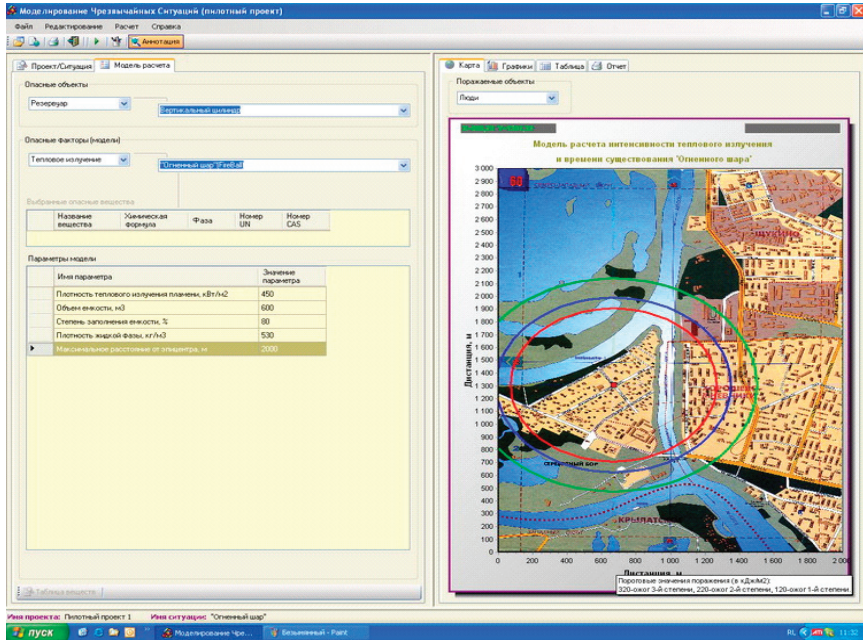 Моделирование Чрезвычайных Ситуаций (пилотный проект)
Файл Редактирование Расчет Справка
Аннотация
Проект/Ситуация Модель расчета
Опасные объекты
Резервуар
Вертикальный цилиндр
Опасные факторы (модели)
Тепловое излучение
"Огненный шар"(FireBall)
Выбранные опасные вещества
Название вещества
Химическая формула
Фаза
Номер UN
Номер CAS
Параметры модели
Имя параметра
Значение параметра
Плотность теплового излучения пламени, кВт/м2 450
Объем емкости, м3 600
Степень заполнения емкости, % 80
Плотность жидкой фазы, кг/м3 530
Максимальное расстояние от эпицентра, м 2000
Таблица веществ
Карта Графики Таблица Отчет
Поражаемые объекты
Люди
Модель расчета интенсивности теплового излучения
и времени существования "Огненного шара"
Дистанция, м
3 000
2 900
2 800
2 700
2 600
2 500
2 400
2 300
2 200
2 100
2 000
1 900
1 800
1 700
1 600
1 500
1 400
1 300
1 200
1 100
1 000
900
800
700
600
500
400
300
200
100
0
60
ЩУКИНО
СЕРЕБРЯНЫЙ БОР
0 200 400 600 800 1 000 1 200 1 400 1 600 1 800 2 000
Дистанция, м
Пороговые значения поражения (в кДж/м2):
320-ожог 3-й степени, 220-ожог 2-й степени, 120-ожог 1-й степени
Имя проекта: Пилотный проект 1 Имя ситуации: "Огненный шар"
пуск
Моделирование Чре...
Безымянный - Paint
RL
11:32